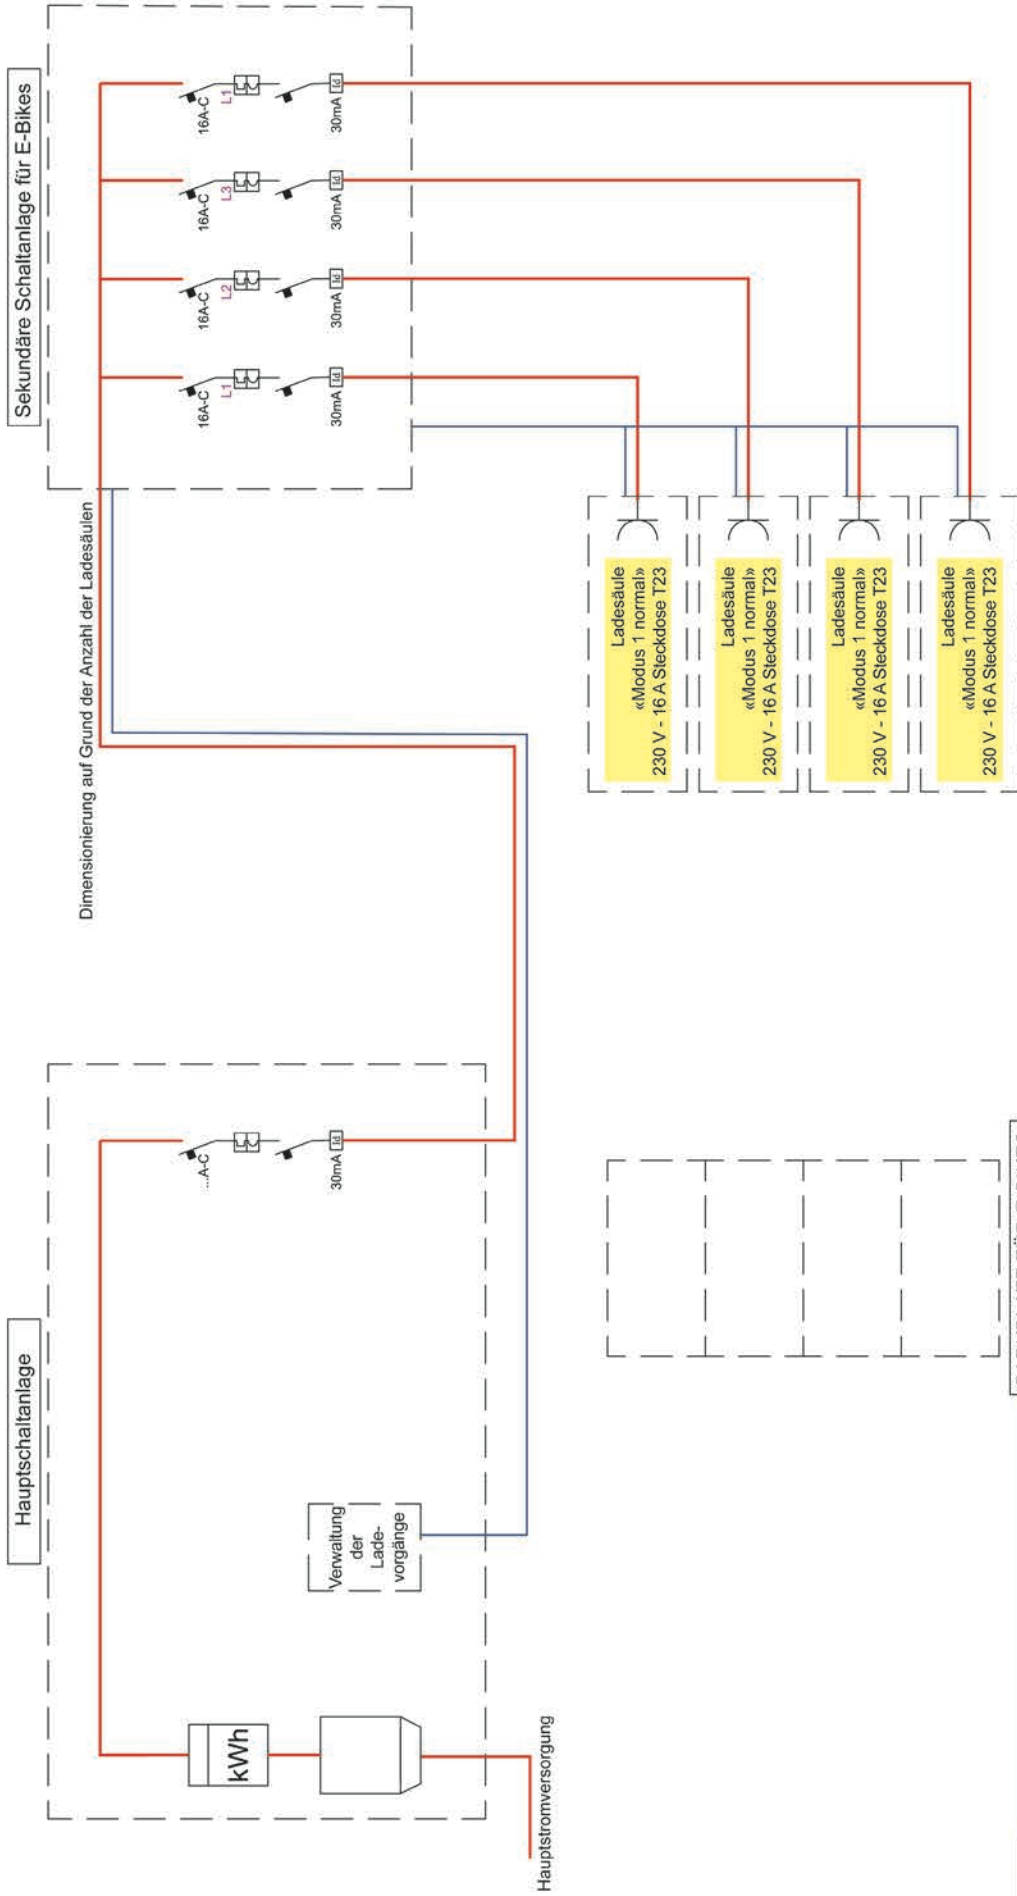 Hauptschaltanlage
Sekundäre Schaltanlage für E-Bikes
Dimensionierung auf Grund der Anzahl der Ladesäulen
kWh
Hauptstromversorgung
Verwaltung
der
Lade-
vorgänge
...A-C
30mA
Id
16A-C
L1
30mA
Id
16A-C
L2
30mA
Id
16A-C
L3
30mA
Id
16A-C
L1
30mA
Id
Ladesäule
«Modus 1 normal»
230 V - 16 A Steckdose T23
Ladesäule
«Modus 1 normal»
230 V - 16 A Steckdose T23
Ladesäule
«Modus 1 normal»
230 V - 16 A Steckdose T23
Ladesäule
«Modus 1 normal»
230 V - 16 A Steckdose T23